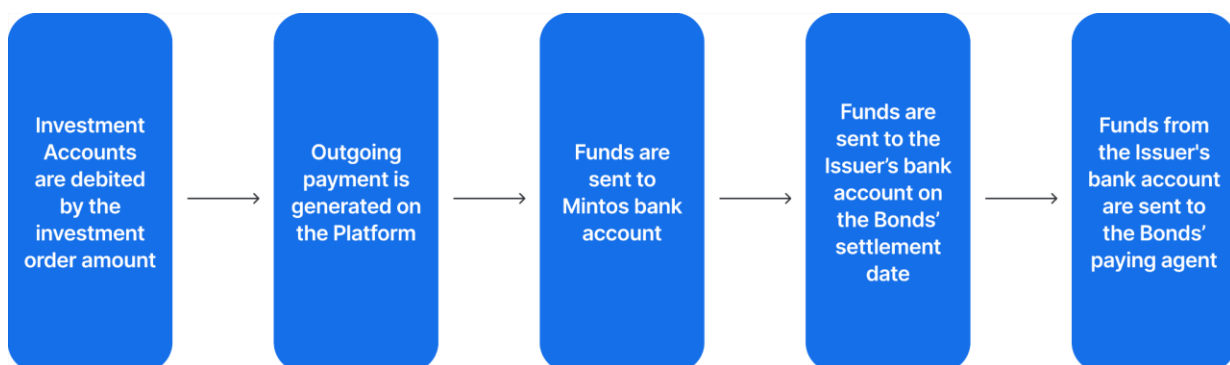 Investment
Accounts
are debited
by the
investment
order amount
Outgoing
payment is
generated on
the Platform
Funds are
sent to
Mintos bank
account
Funds are
sent to the
Issuer’s bank
account on
the Bonds’
settlement
date
Funds from
the Issuer's
bank account
are sent to
the Bonds’
paying agent